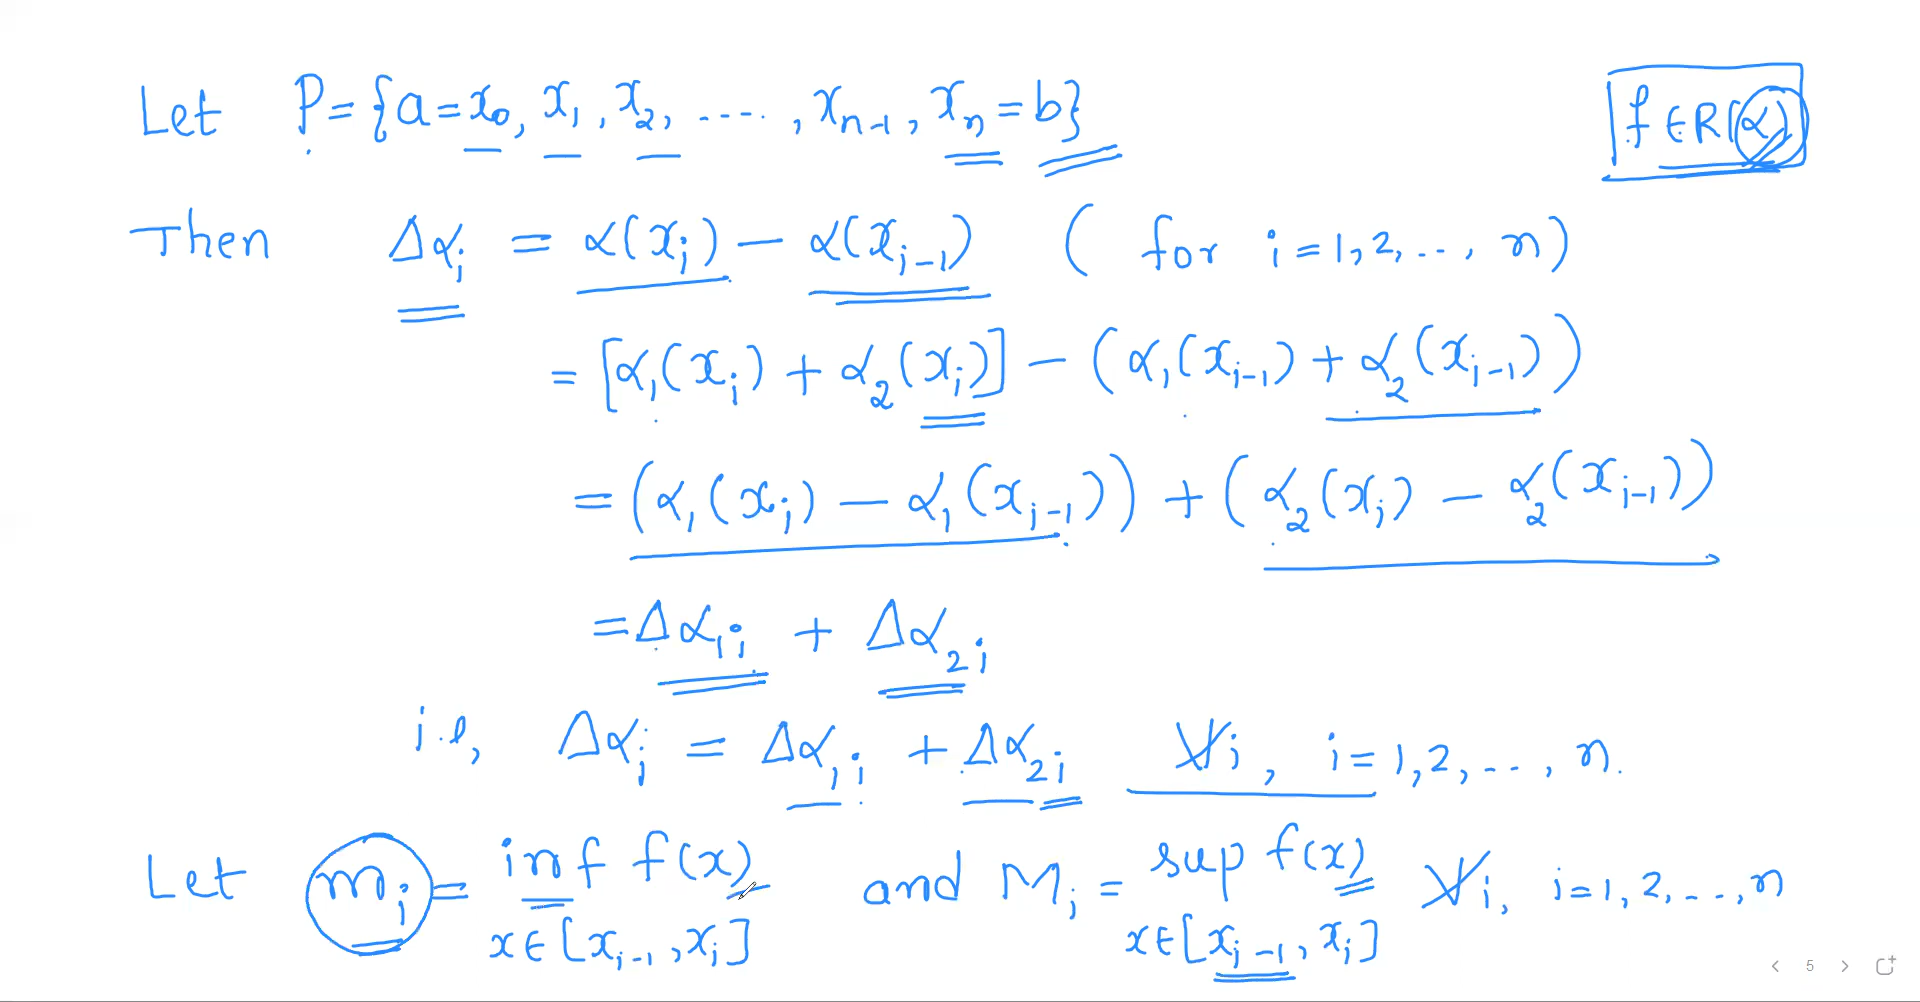 Let P = {a = x₀, x₁, x₂, ....., xₙ₋₁, xₙ = b}
f ∈ R(α)
Then Δαᵢ = α(xᵢ) − α(xᵢ₋₁) ( for i = 1, 2, ..., n)
= [α₁(xᵢ) + α₂(xᵢ)] − (α₁(xᵢ₋₁) + α₂(xᵢ₋₁))
= (α₁(xᵢ) − α₁(xᵢ₋₁)) + (α₂(xᵢ) − α₂(xᵢ₋₁))
= Δα₁ᵢ + Δα₂ᵢ
i.e, Δαᵢ = Δα₁ᵢ + Δα₂ᵢ ∀i, i = 1, 2, ..., n.
Let mᵢ = inf f(x) and Mᵢ = sup f(x) ∀i, i = 1, 2, ..., n
x∈[xᵢ₋₁, xᵢ] x∈[xᵢ₋₁, xᵢ]
5